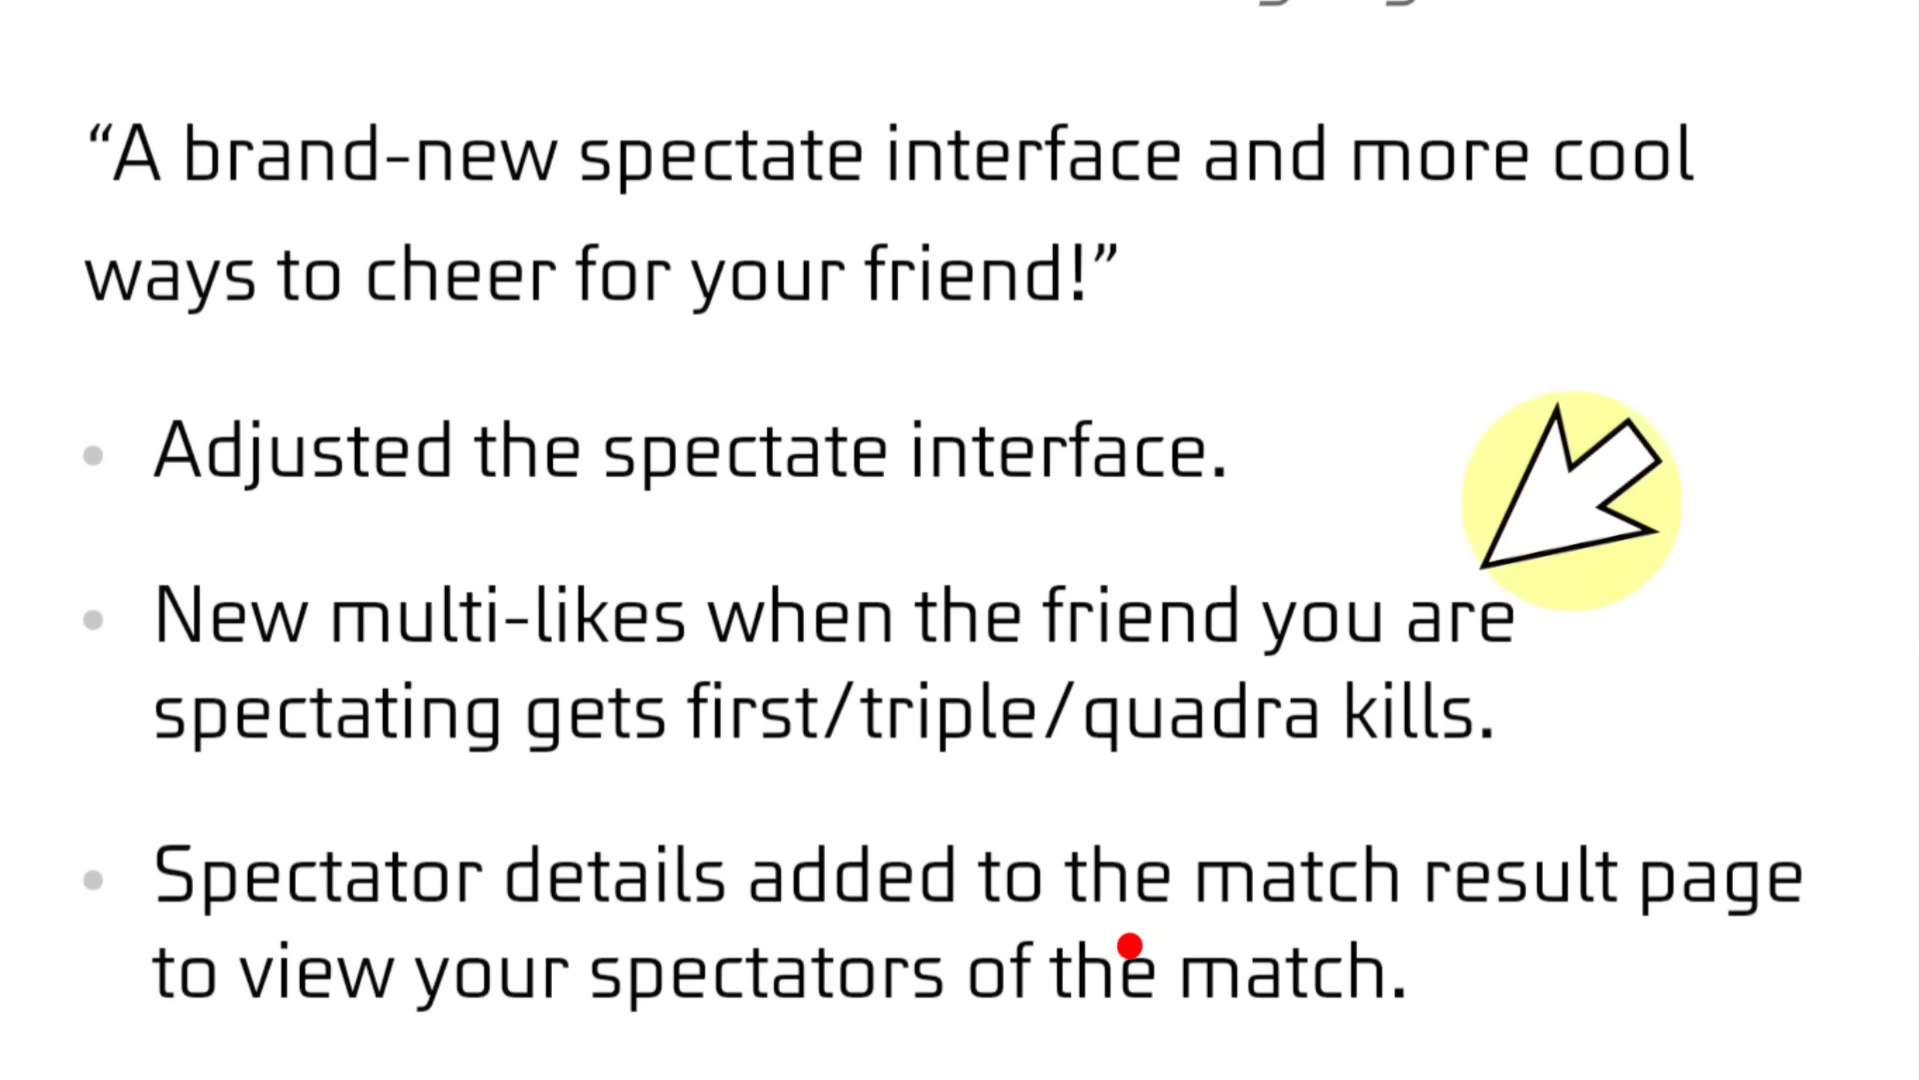 “A brand-new spectate interface and more cool
ways to cheer for your friend!”
Adjusted the spectate interface.
New multi-likes when the friend you are
spectating gets first/triple/quadra kills.
Spectator details added to the match result page
to view your spectators of the match.